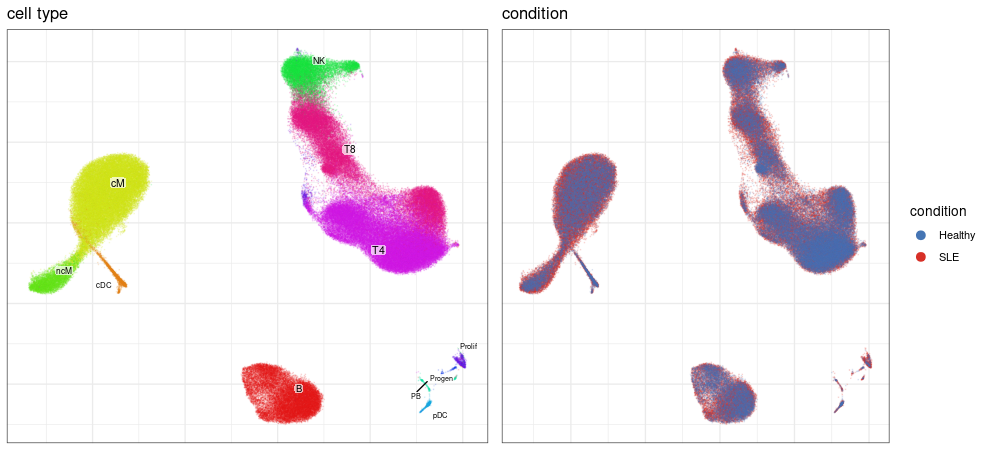 cell type
NK
T8
cM
T4
ncM
cDC
Prolif
Progen
B
PB
pDC
condition
condition
Healthy
SLE